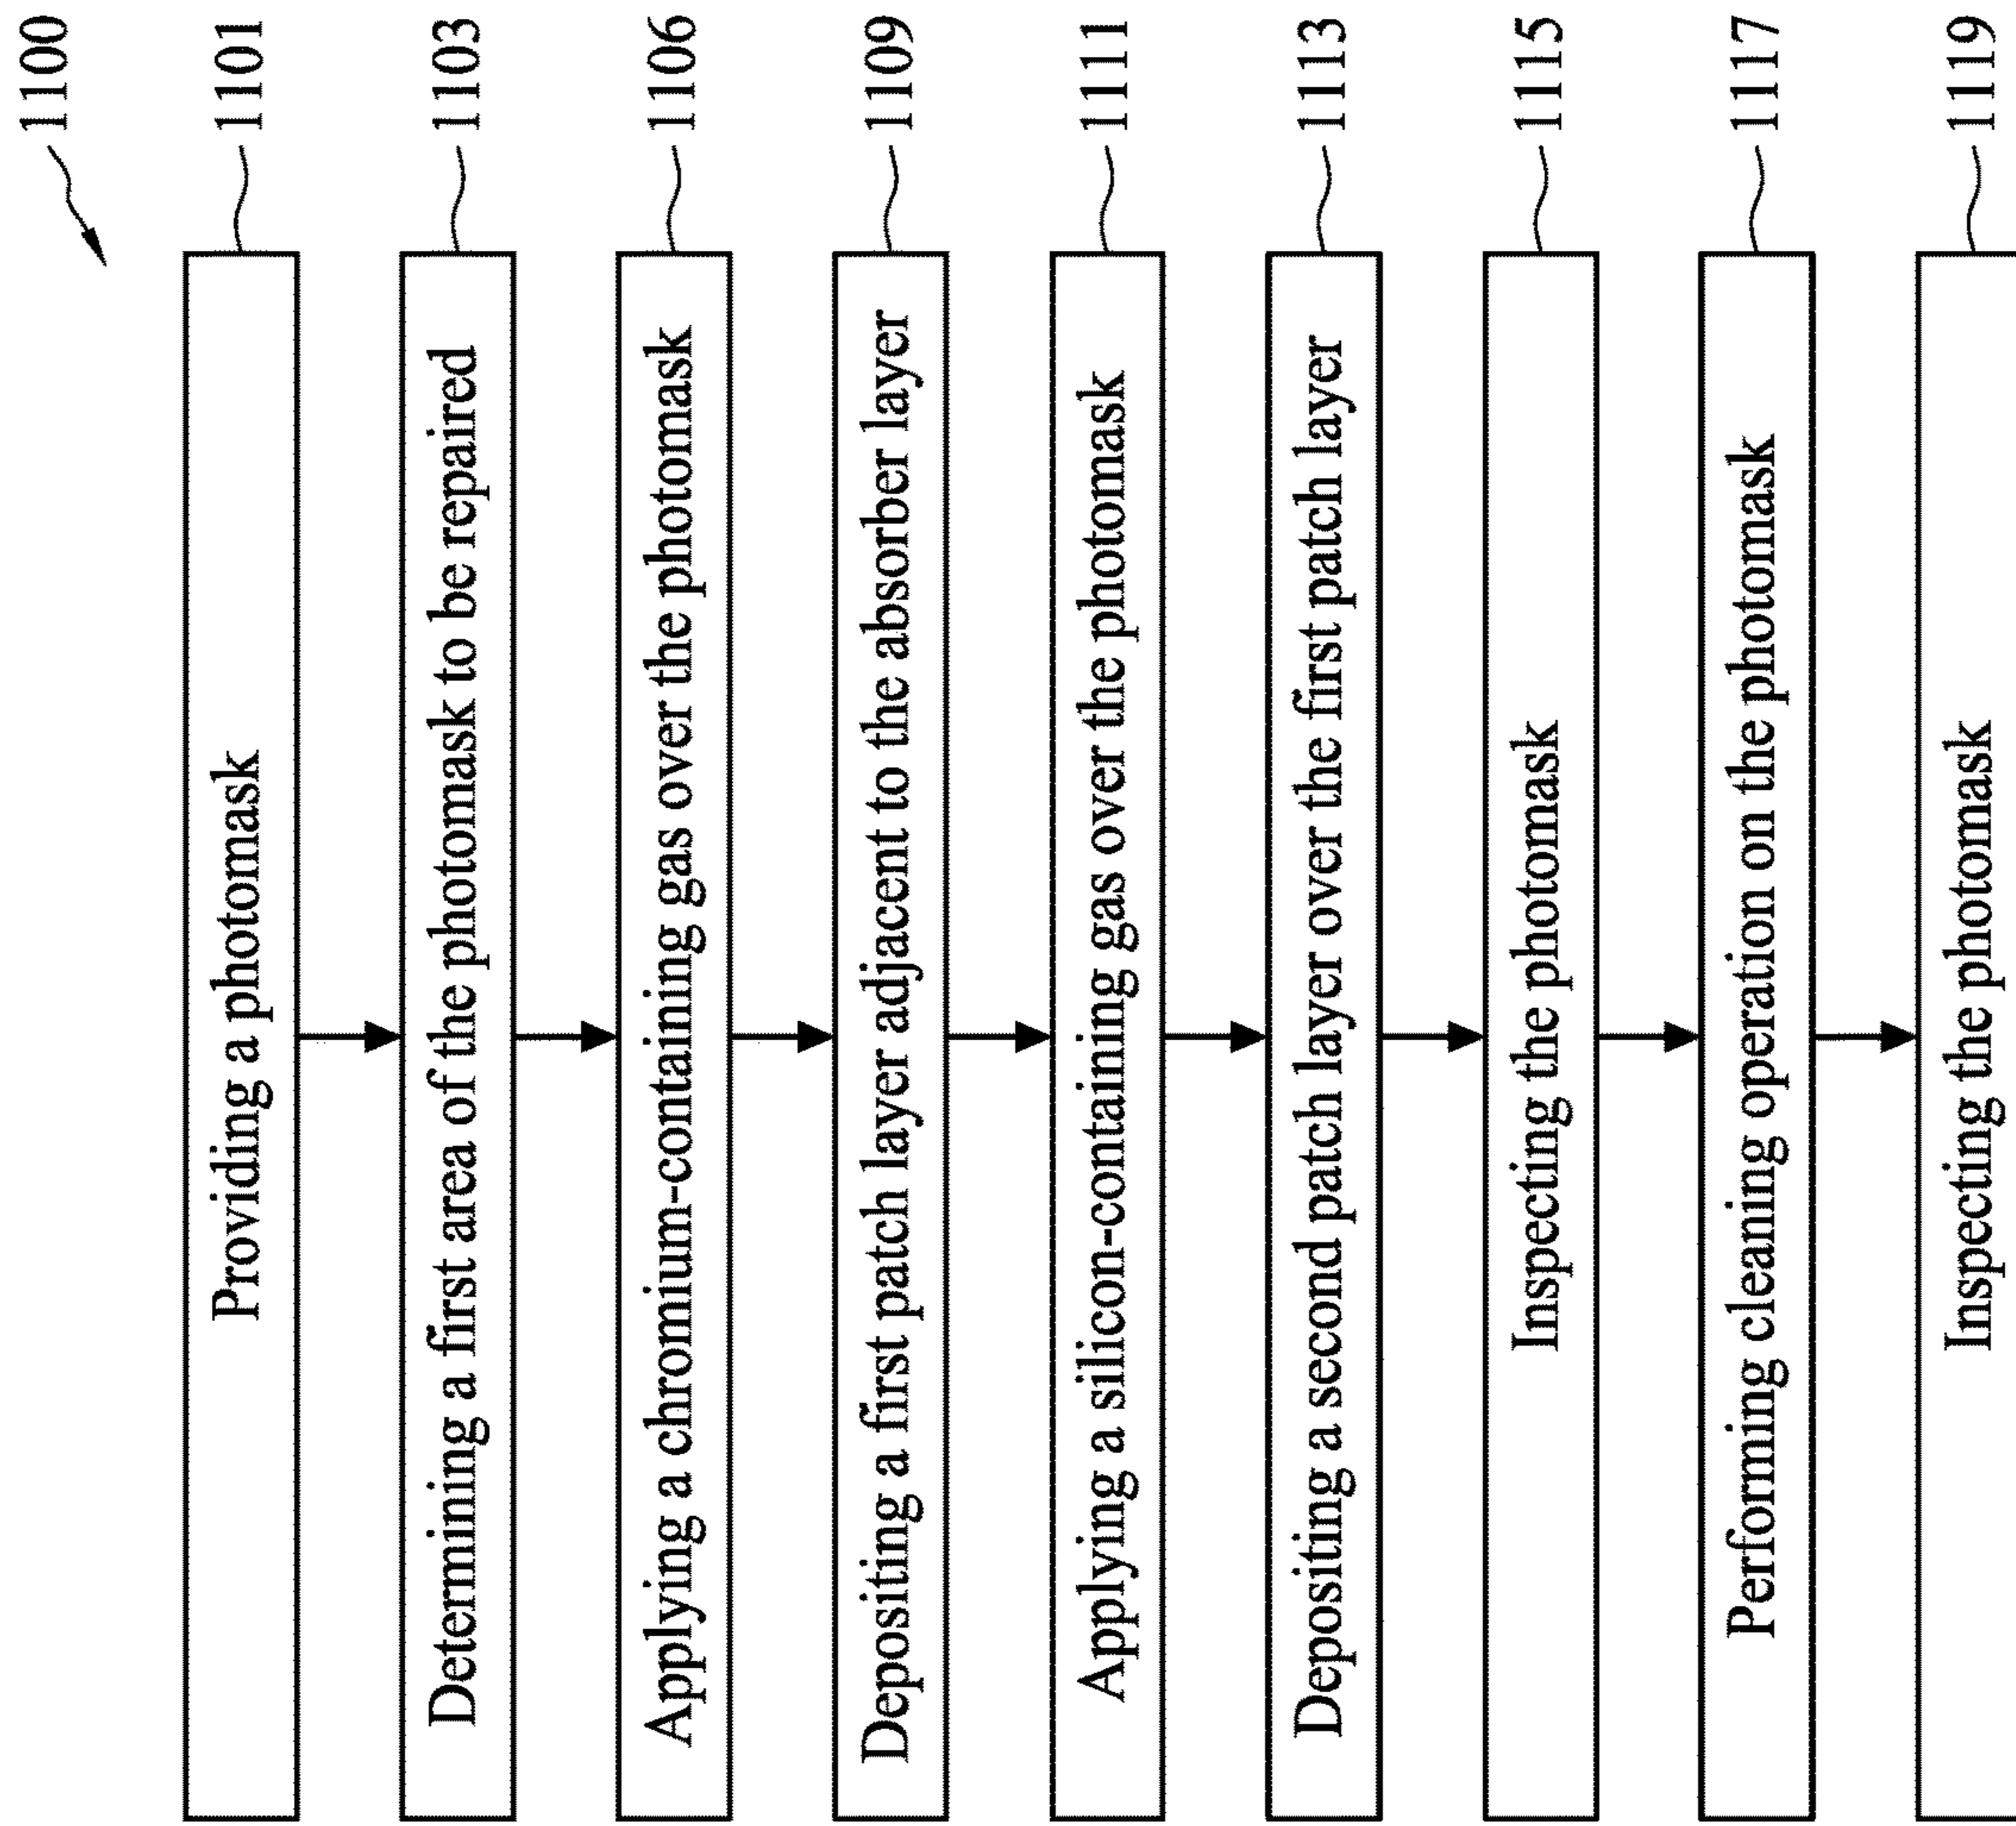 1100
Providing a photomask
1101
Determining a first area of the photomask to be repaired
1103
Applying a chromium-containing gas over the photomask
1106
Depositing a first patch layer adjacent to the absorber layer
1109
Applying a silicon-containing gas over the photomask
1111
Depositing a second patch layer over the first patch layer
1113
Inspecting the photomask
1115
Performing cleaning operation on the photomask
1117
Inspecting the photomask
1119